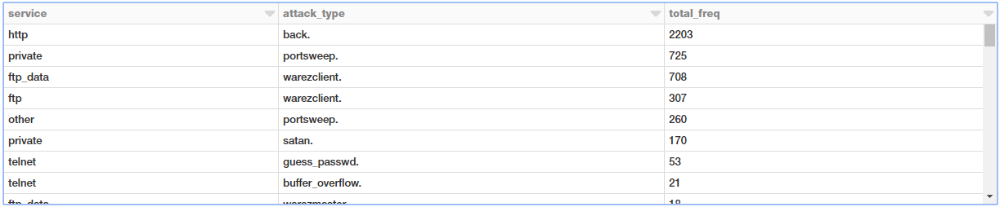 service attack_type total_freq
http back. 2203
private portsweep. 725
ftp_data warezclient. 708
ftp warezclient. 307
other portsweep. 260
private satan. 170
telnet guess_passwd. 53
telnet buffer_overflow. 21
ftp_data warezmaster. 18